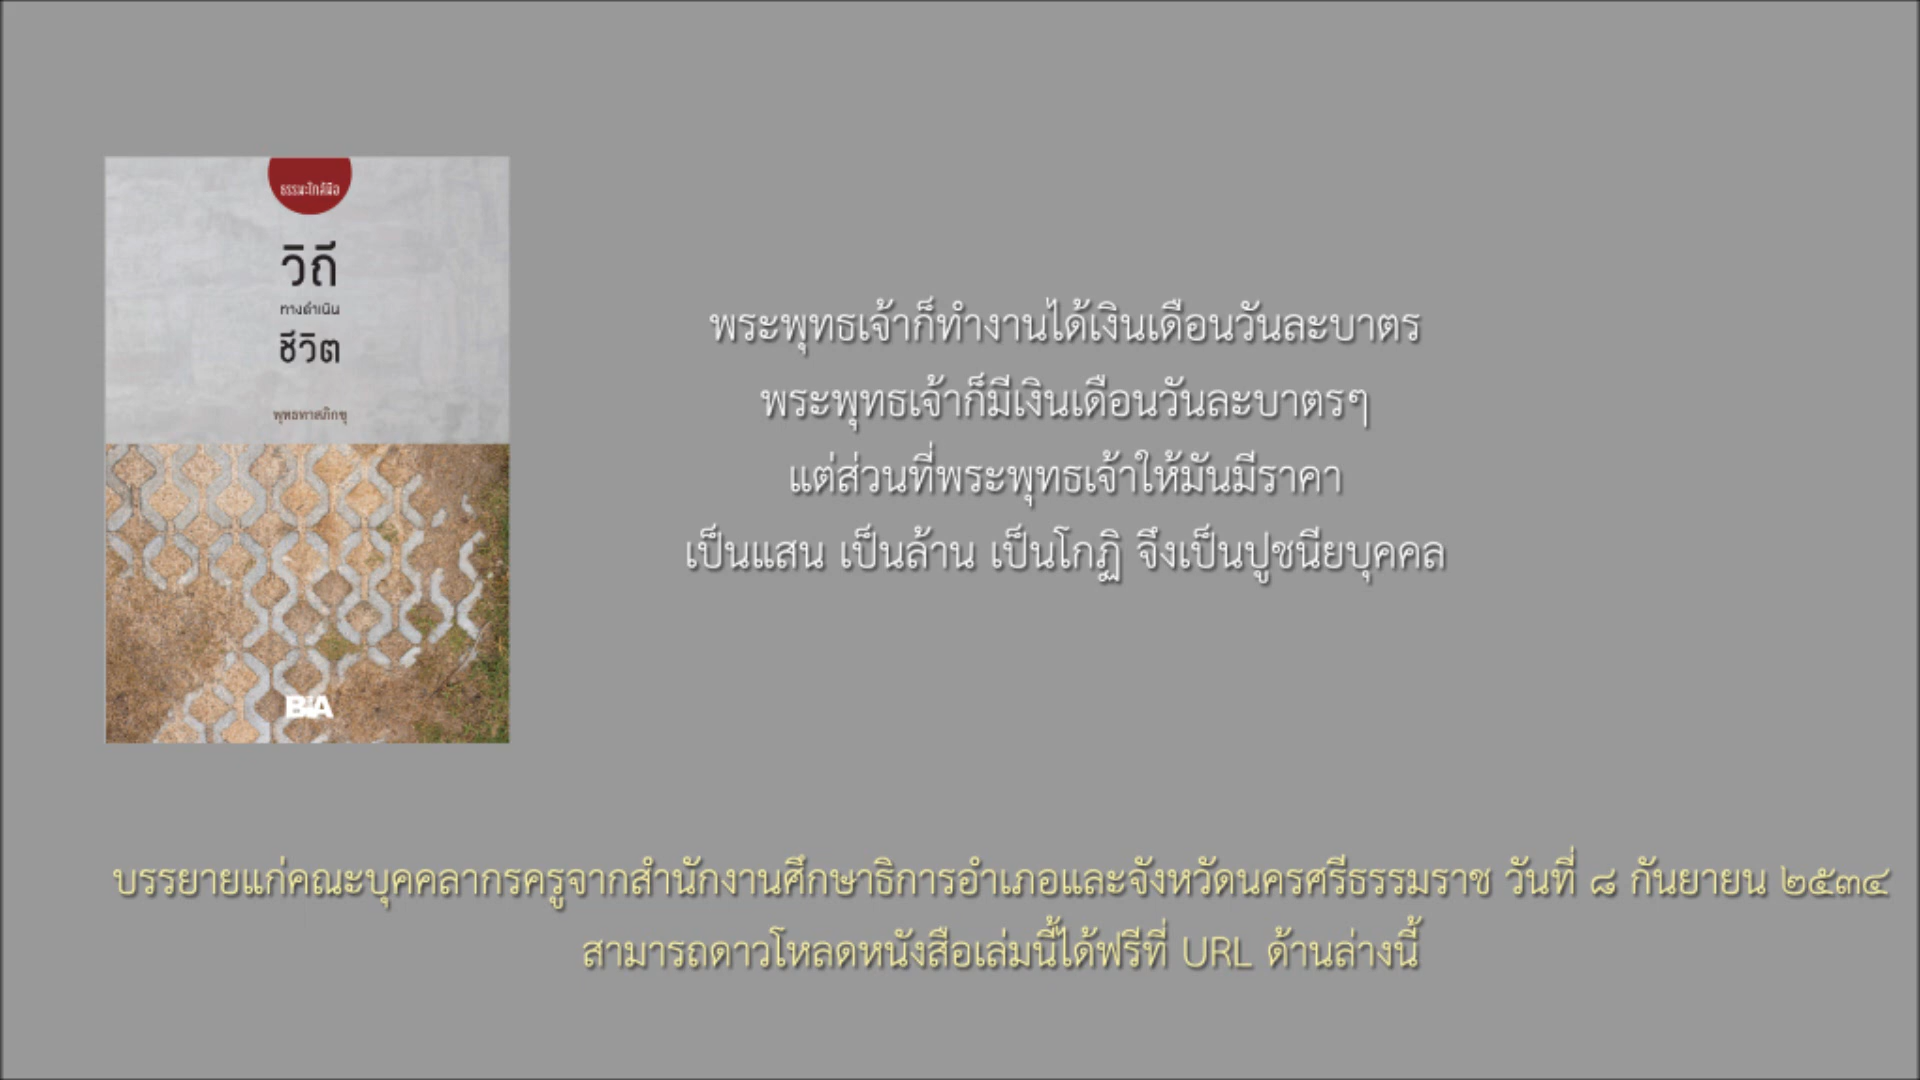 ธรรมะใกล้มือ
วิถี
ทางดำเนิน
ชีวิต
พุทธทาสภิกขุ
BIA
พระพุทธเจ้าก็ทำงานได้เงินเดือนวันละบาตร
พระพุทธเจ้าก็มีเงินเดือนวันละบาตรๆ
แต่ส่วนที่พระพุทธเจ้าให้มันมีราคา
เป็นแสน เป็นล้าน เป็นโกฏิ จึงเป็นปูชนียบุคคล
บรรยายแก่คณะบุคคลากรครูจากสำนักงานศึกษาธิการอำเภอและจังหวัดนครศรีธรรมราช วันที่ ๘ กันยายน ๒๕๓๔
สามารถดาวโหลดหนังสือเล่มนี้ได้ฟรีที่ URL ด้านล่างนี้